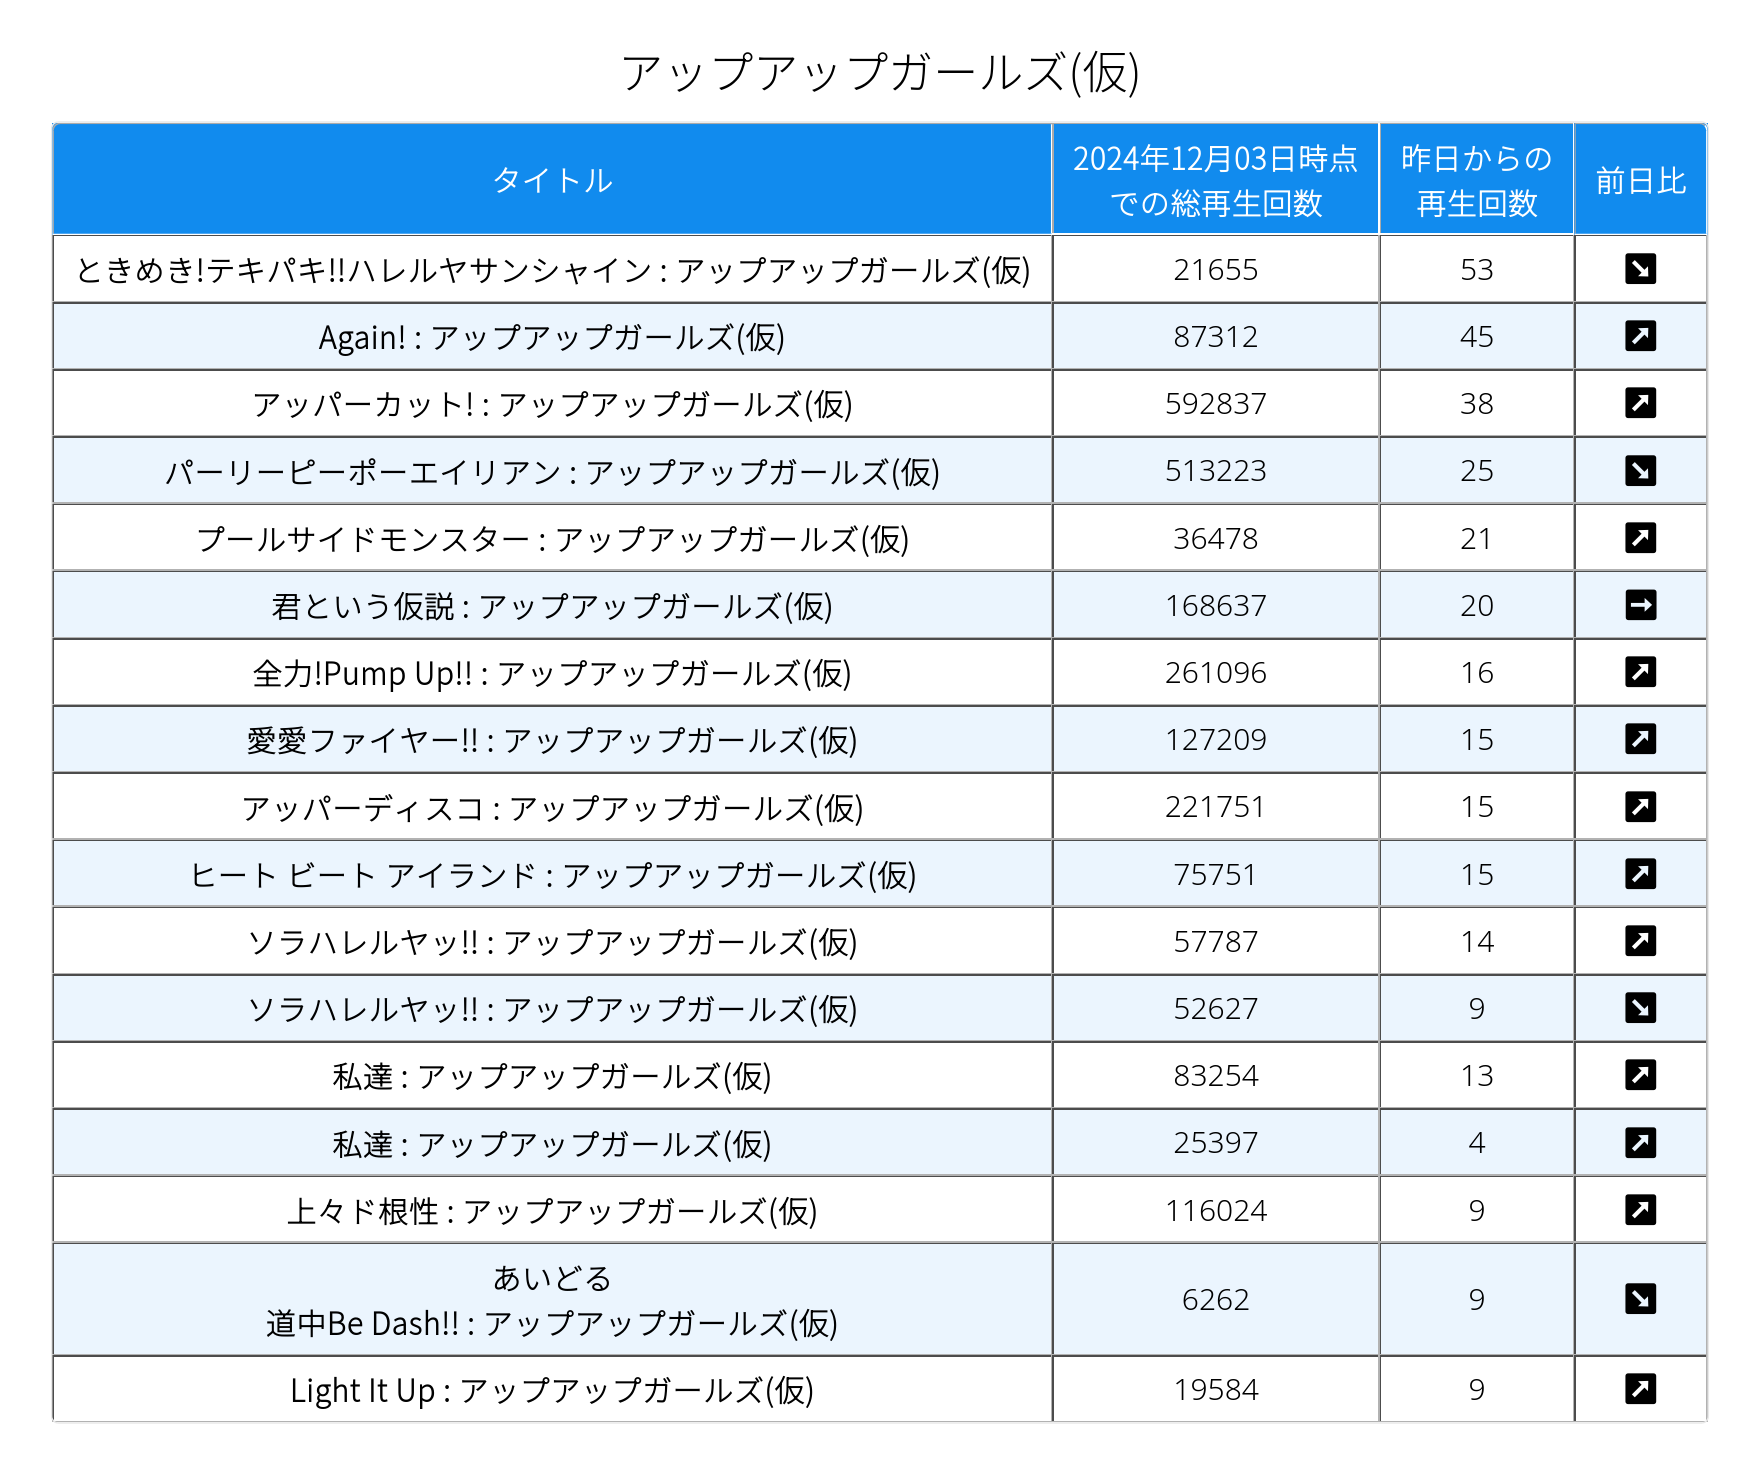 アップアップガールズ(仮)
タイトル
2024年12月03日時点
での総再生回数
昨日からの
再生回数
前日比
ときめき!テキパキ!!ハレルヤサンシャイン : アップアップガールズ(仮) 21655 53 ↘
Again! : アップアップガールズ(仮) 87312 45 ↗
アッパーカット! : アップアップガールズ(仮) 592837 38 ↗
パーリーピーポーエイリアン : アップアップガールズ(仮) 513223 25 ↘
プールサイドモンスター : アップアップガールズ(仮) 36478 21 ↗
君という仮説 : アップアップガールズ(仮) 168637 20 →
全力!Pump Up!! : アップアップガールズ(仮) 261096 16 ↗
愛愛ファイヤー!! : アップアップガールズ(仮) 127209 15 ↗
アッパーディスコ : アップアップガールズ(仮) 221751 15 ↗
ヒート ビート アイランド : アップアップガールズ(仮) 75751 15 ↗
ソラハレルヤッ!! : アップアップガールズ(仮) 57787 14 ↗
ソラハレルヤッ!! : アップアップガールズ(仮) 52627 9 ↘
私達 : アップアップガールズ(仮) 83254 13 ↗
私達 : アップアップガールズ(仮) 25397 4 ↗
上々ド根性 : アップアップガールズ(仮) 116024 9 ↗
あいどる
道中Be Dash!! : アップアップガールズ(仮) 6262 9 ↘
Light It Up : アップアップガールズ(仮) 19584 9 ↗